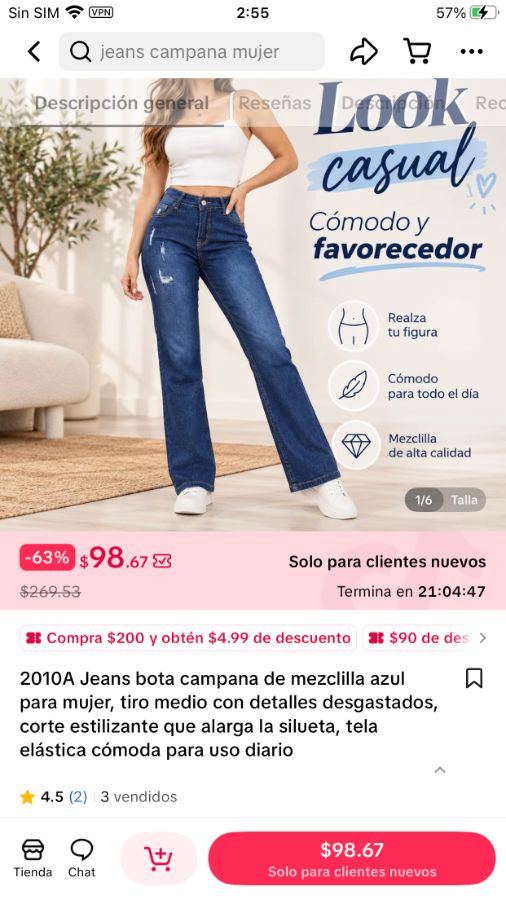 Sin SIM VPN 2:55 57%
jeans campana mujer
Descripción general Reseñas Descripción Rec
Look
casual
Cómodo y
favorecedor
Realza
tu figura
Cómodo
para todo el día
Mezclilla
de alta calidad
1/6 Talla
-63% $98.67 Solo para clientes nuevos
$269.53 Termina en 21:04:47
Compra $200 y obtén $4.99 de descuento $90 de des
2010A Jeans bota campana de mezclilla azul
para mujer, tiro medio con detalles desgastados,
corte estilizante que alarga la silueta, tela
elástica cómoda para uso diario
4.5 (2) 3 vendidos
$98.67
Tienda Chat Solo para clientes nuevos